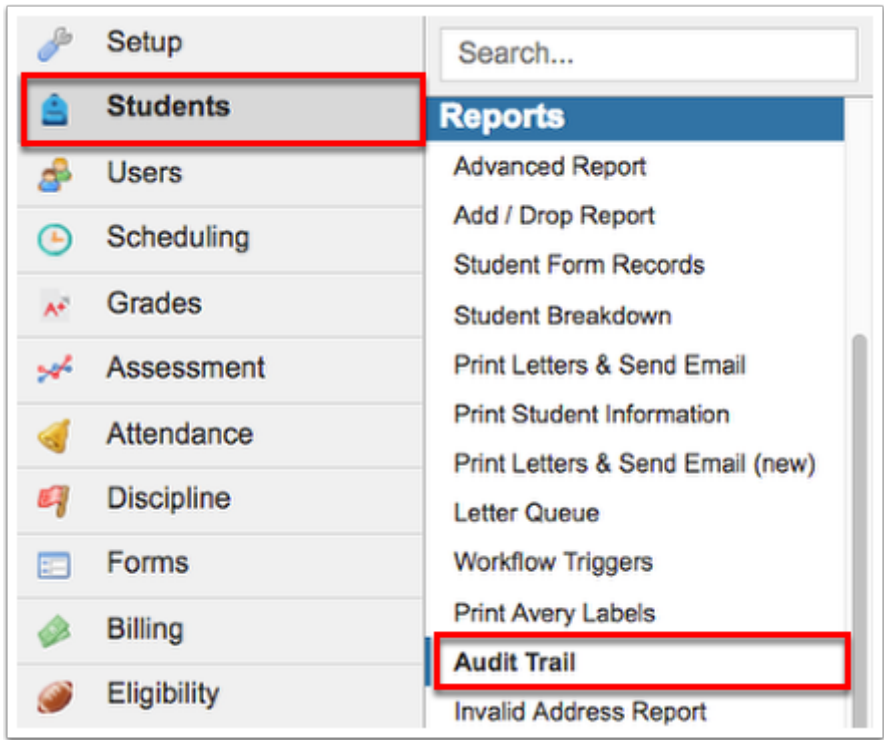 Setup
Students
Users
Scheduling
Grades
A+
Assessment
Attendance
Discipline
Forms
Billing
Eligibility
Search...
Reports
Advanced Report
Add / Drop Report
Student Form Records
Student Breakdown
Print Letters & Send Email
Print Student Information
Print Letters & Send Email (new)
Letter Queue
Workflow Triggers
Print Avery Labels
Audit Trail
Invalid Address Report